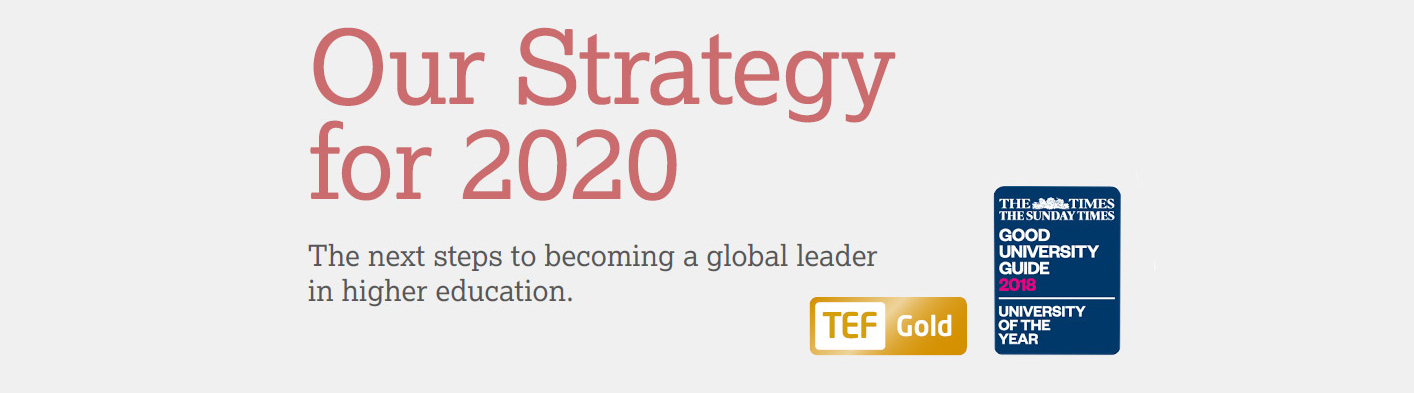 Our Strategy
for 2020
The next steps to becoming a global leader
in higher education.
TEF Gold
THE TIMES
THE SUNDAY TIMES
GOOD
UNIVERSITY
GUIDE
2018
UNIVERSITY
OF THE
YEAR